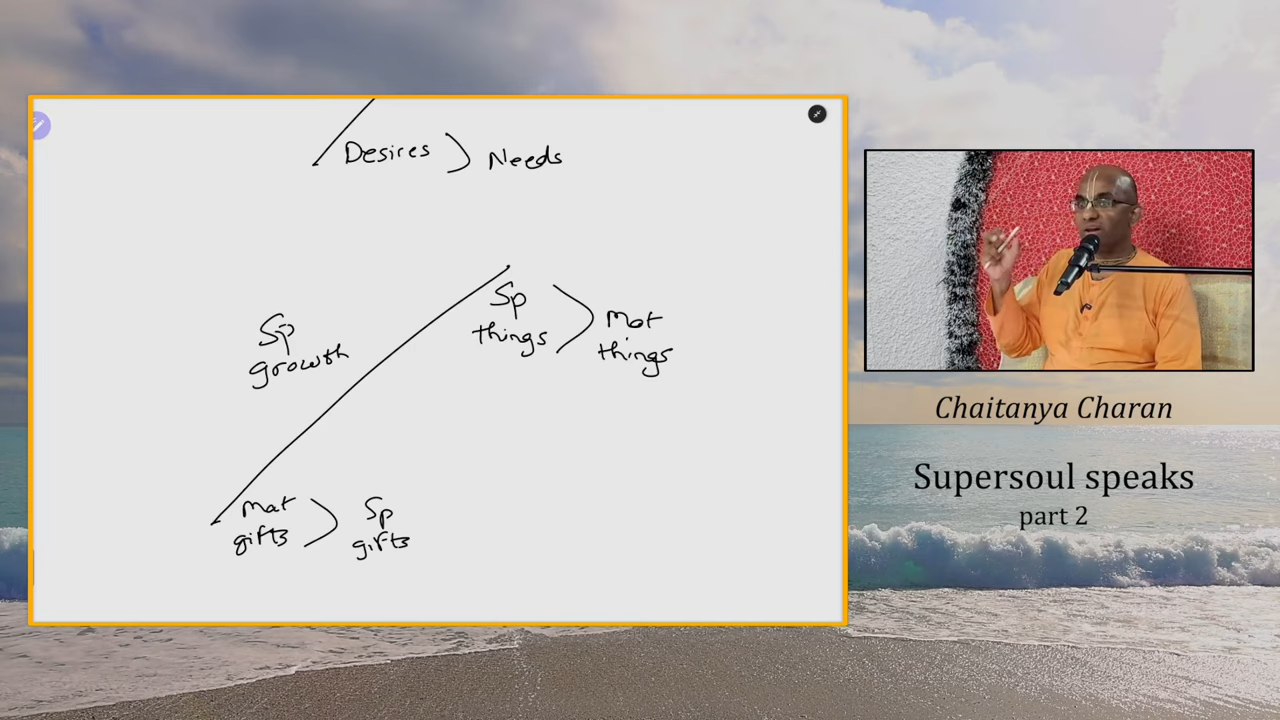 Desires ) Needs
Sp
growth
Sp
things
)
Mat
things
Mat
gifts
)
Sp
gifts
Chaitanya Charan
Supersoul speaks
part 2